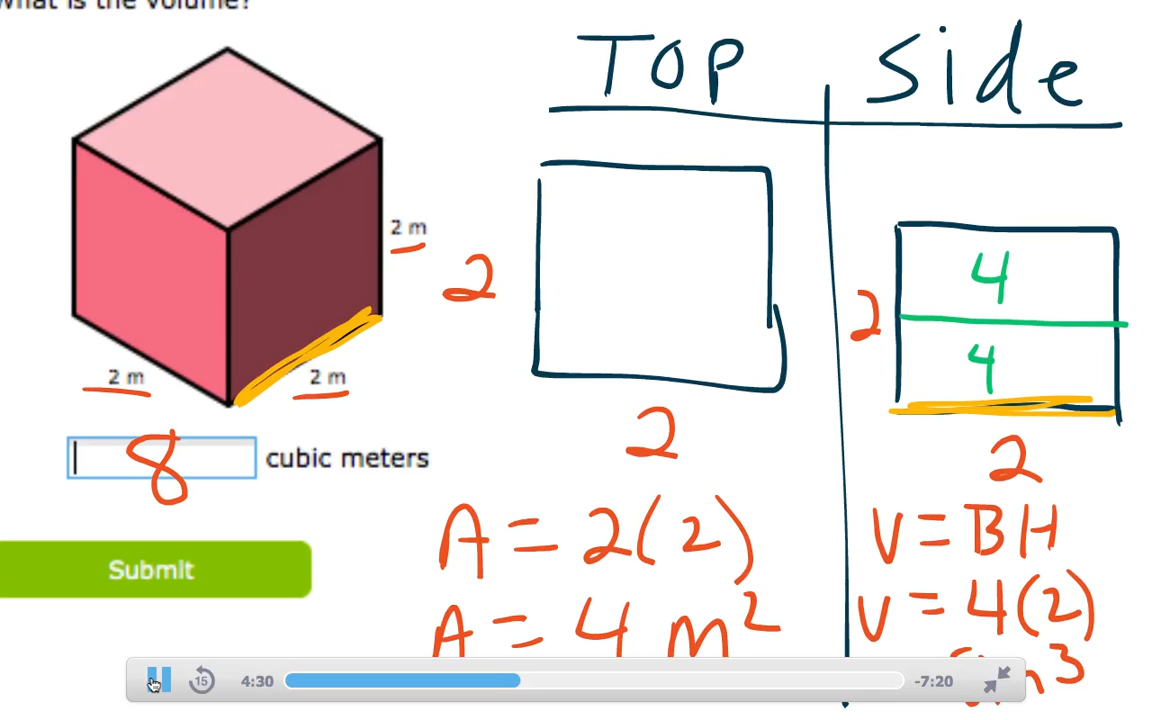 What is the volume?
TOP
Side
2 m
2
4
2
4
2 m
2 m
2
2
8
cubic meters
A = 2(2)
V = BH
Submit
A = 4 m²
V = 4(2)
15
4:30
-7:20